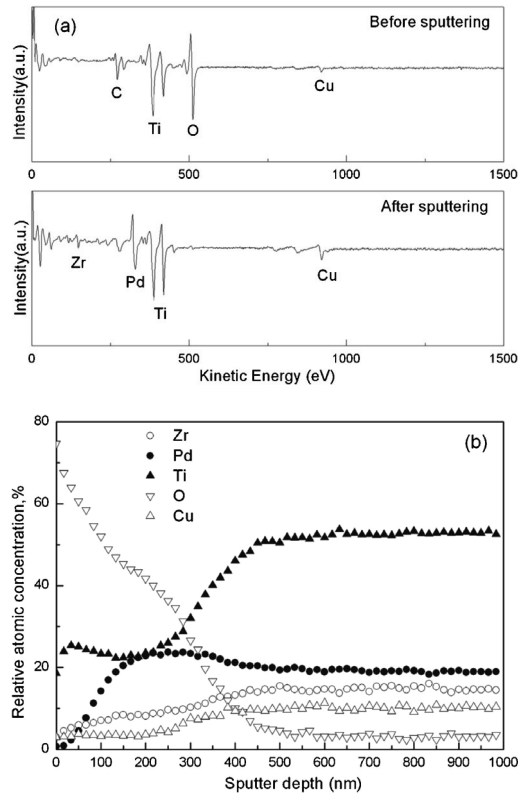 (a)
Before sputtering
Intensity(a.u.)
C
Ti
O
Cu
0
500
1000
1500
After sputtering
Intensity(a.u.)
Zr
Pd
Ti
Cu
0
500
1000
1500
Kinetic Energy (eV)
(b)
Zr
Pd
Ti
O
Cu
Relative atomic concentration,%
80
60
40
20
0
0 100 200 300 400 500 600 700 800 900 1000
Sputter depth (nm)